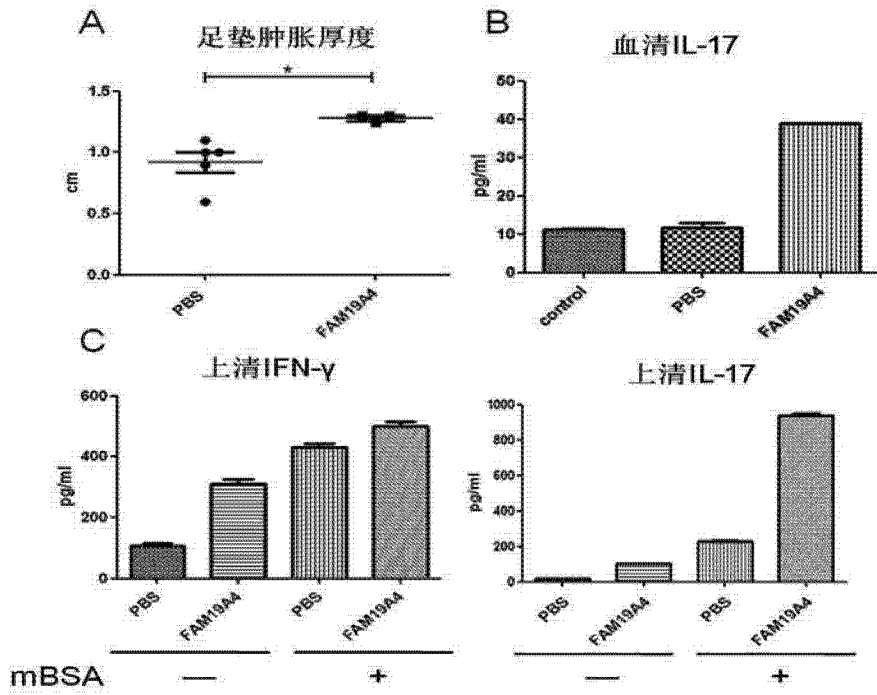 A
足垫肿胀厚度
*
1.5
1.0
0.5
0.0
cm
PBS
FAM19A4
B
血清IL-17
50
40
30
20
10
0
pg/ml
control
PBS
FAM19A4
C
上清IFN-γ
600
400
200
0
pg/ml
PBS
FAM19A4
PBS
FAM19A4
上清IL-17
1000
800
600
400
200
0
pg/ml
PBS
FAM19A4
PBS
FAM19A4
mBSA — + — +